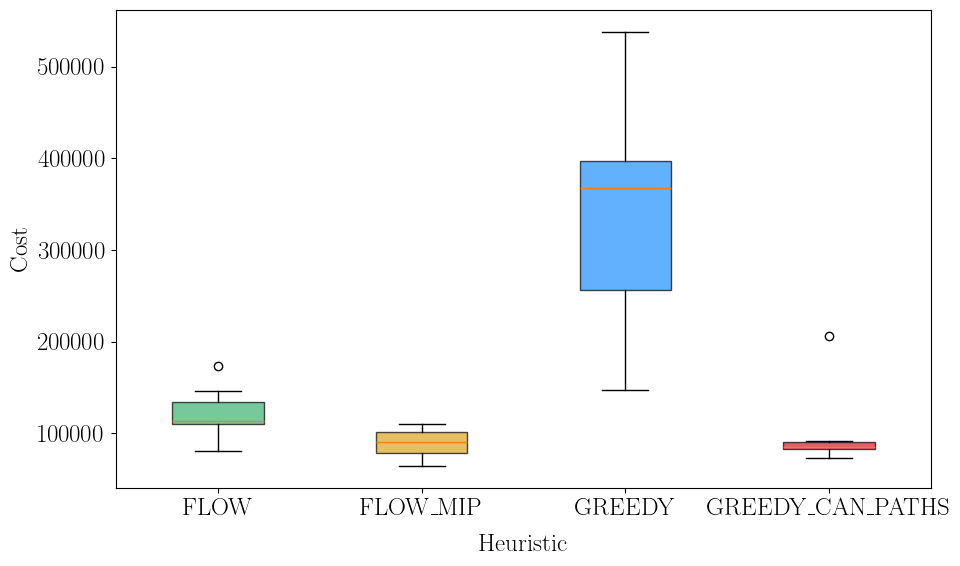 500000
400000
300000
200000
100000
Cost
FLOW
FLOW_MIP
GREEDY
GREEDY_CAN_PATHS
Heuristic